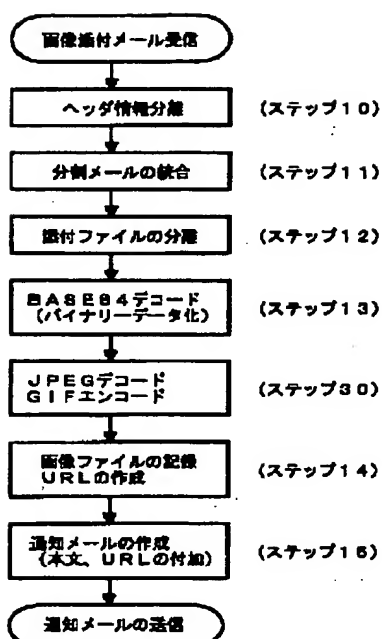 画像添付メール受信
ヘッダ情報分離 (ステップ10)
分割メールの統合 (ステップ11)
添付ファイルの分離 (ステップ12)
BASE64デコード
(バイナリーデータ化) (ステップ13)
JPEGデコード
GIFエンコード (ステップ30)
画像ファイルの記録
URLの作成 (ステップ14)
通知メールの作成
(本文、URLの付加) (ステップ15)
通知メールの送信